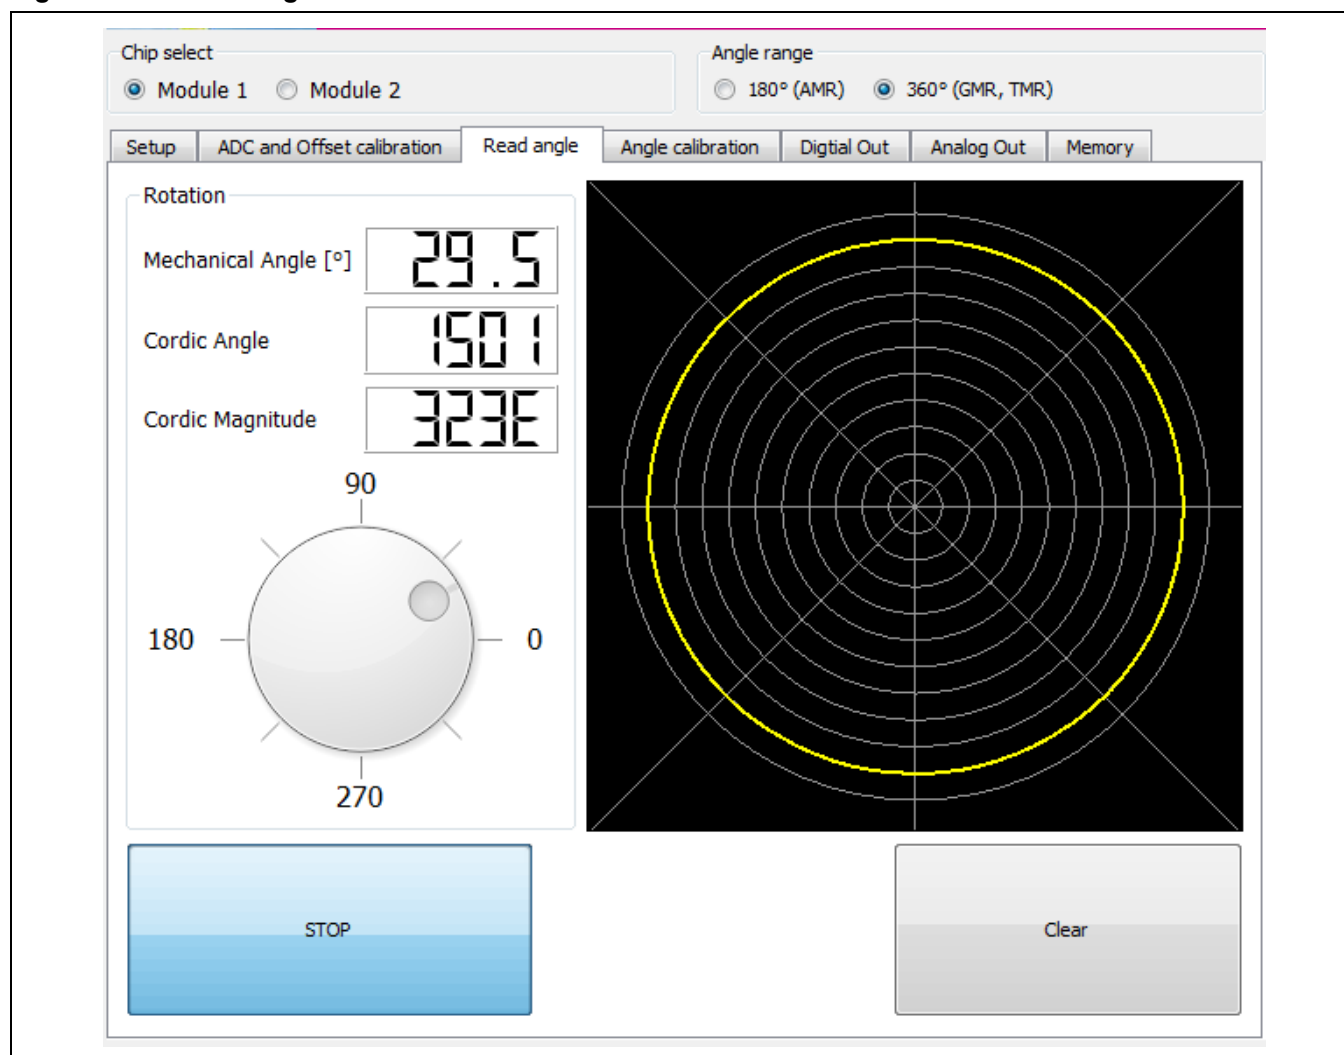 Chip select
Angle range
Module 1 Module 2
180° (AMR) 360° (GMR, TMR)
Setup ADC and Offset calibration Read angle Angle calibration Digtial Out Analog Out Memory
Rotation
Mechanical Angle [º] 29.5
Cordic Angle 1501
Cordic Magnitude 323E
90
180 0
270
STOP Clear